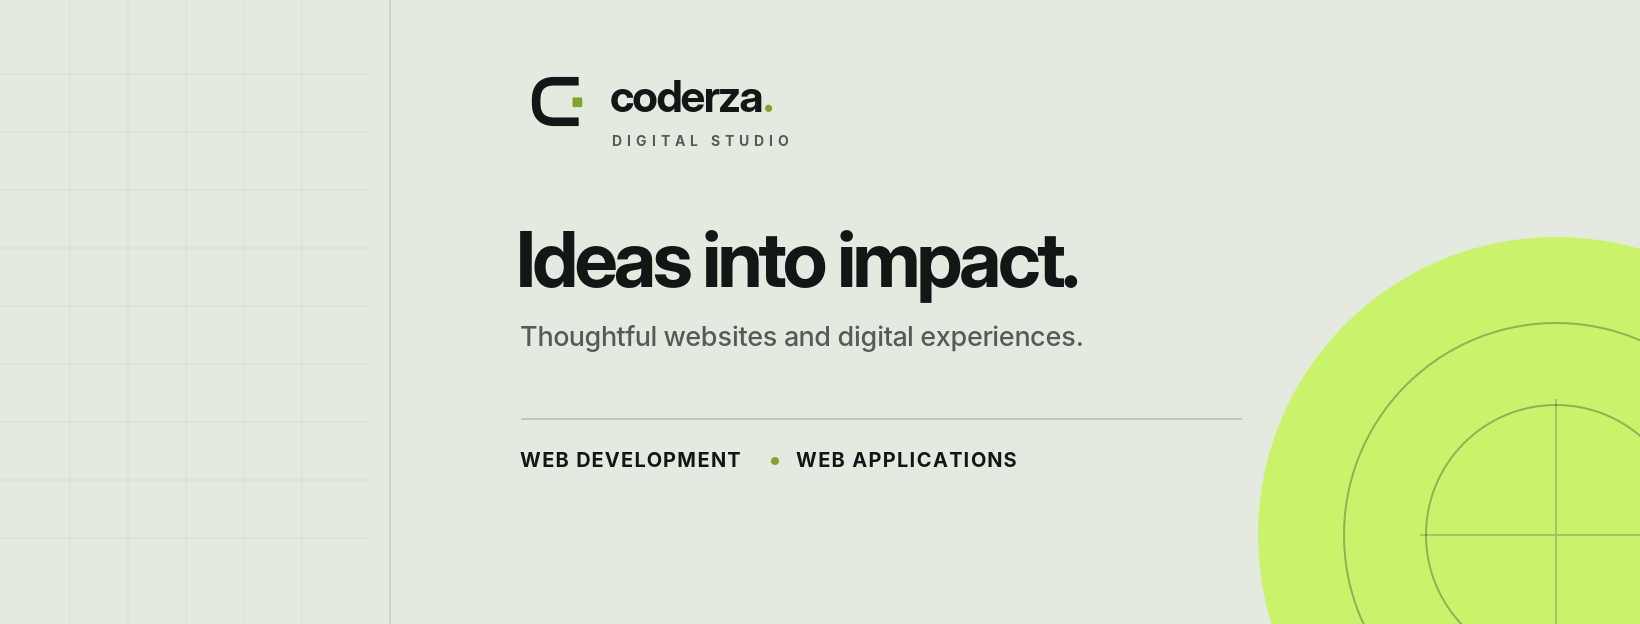 coderza.
DIGITAL STUDIO
Ideas into impact.
Thoughtful websites and digital experiences.
WEB DEVELOPMENT • WEB APPLICATIONS